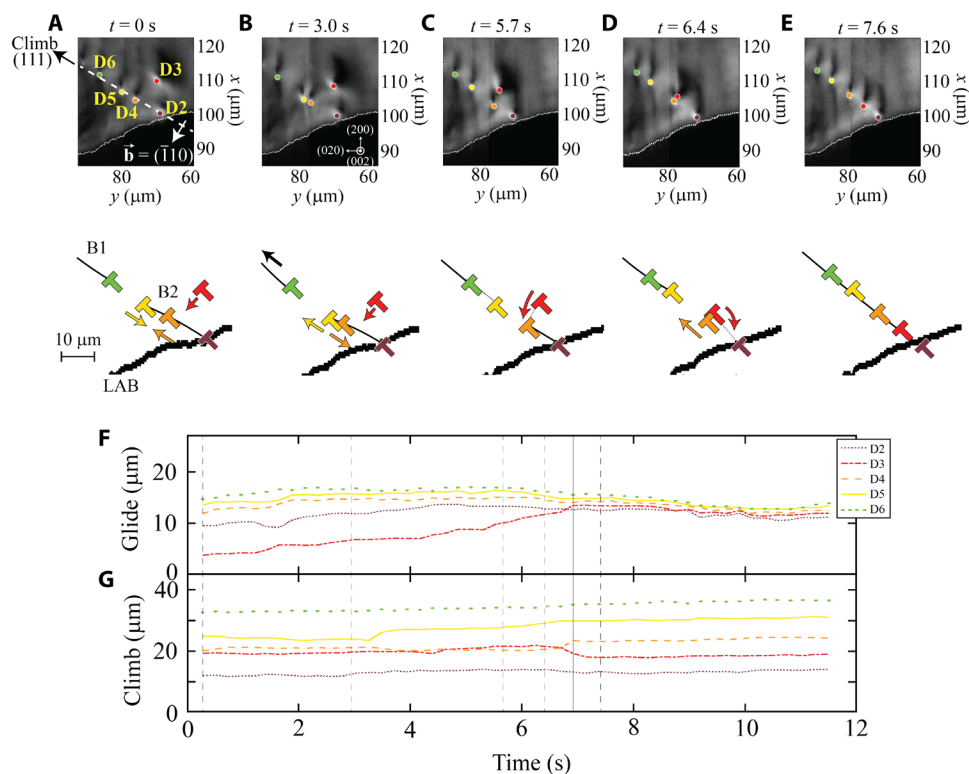 A t = 0 s
B t = 3.0 s
C t = 5.7 s
D t = 6.4 s
E t = 7.6 s
Climb
(111)
D6
D3
D5
D4
D2
b⃗ = (1̄10)
(200)
(020)
(002)
120
110
100
90
x (μm)
80 60
y (μm)
120
110
100
90
x (μm)
80 60
y (μm)
120
110
100
90
x (μm)
80 60
y (μm)
120
110
100
90
x (μm)
80 60
y (μm)
120
110
100
90
x (μm)
80 60
y (μm)
B1
B2
10 μm
LAB
F
Glide (μm)
20
10
0
D2
D3
D4
D5
D6
G
Climb (μm)
40
20
0
0 2 4 6 8 10 12
Time (s)